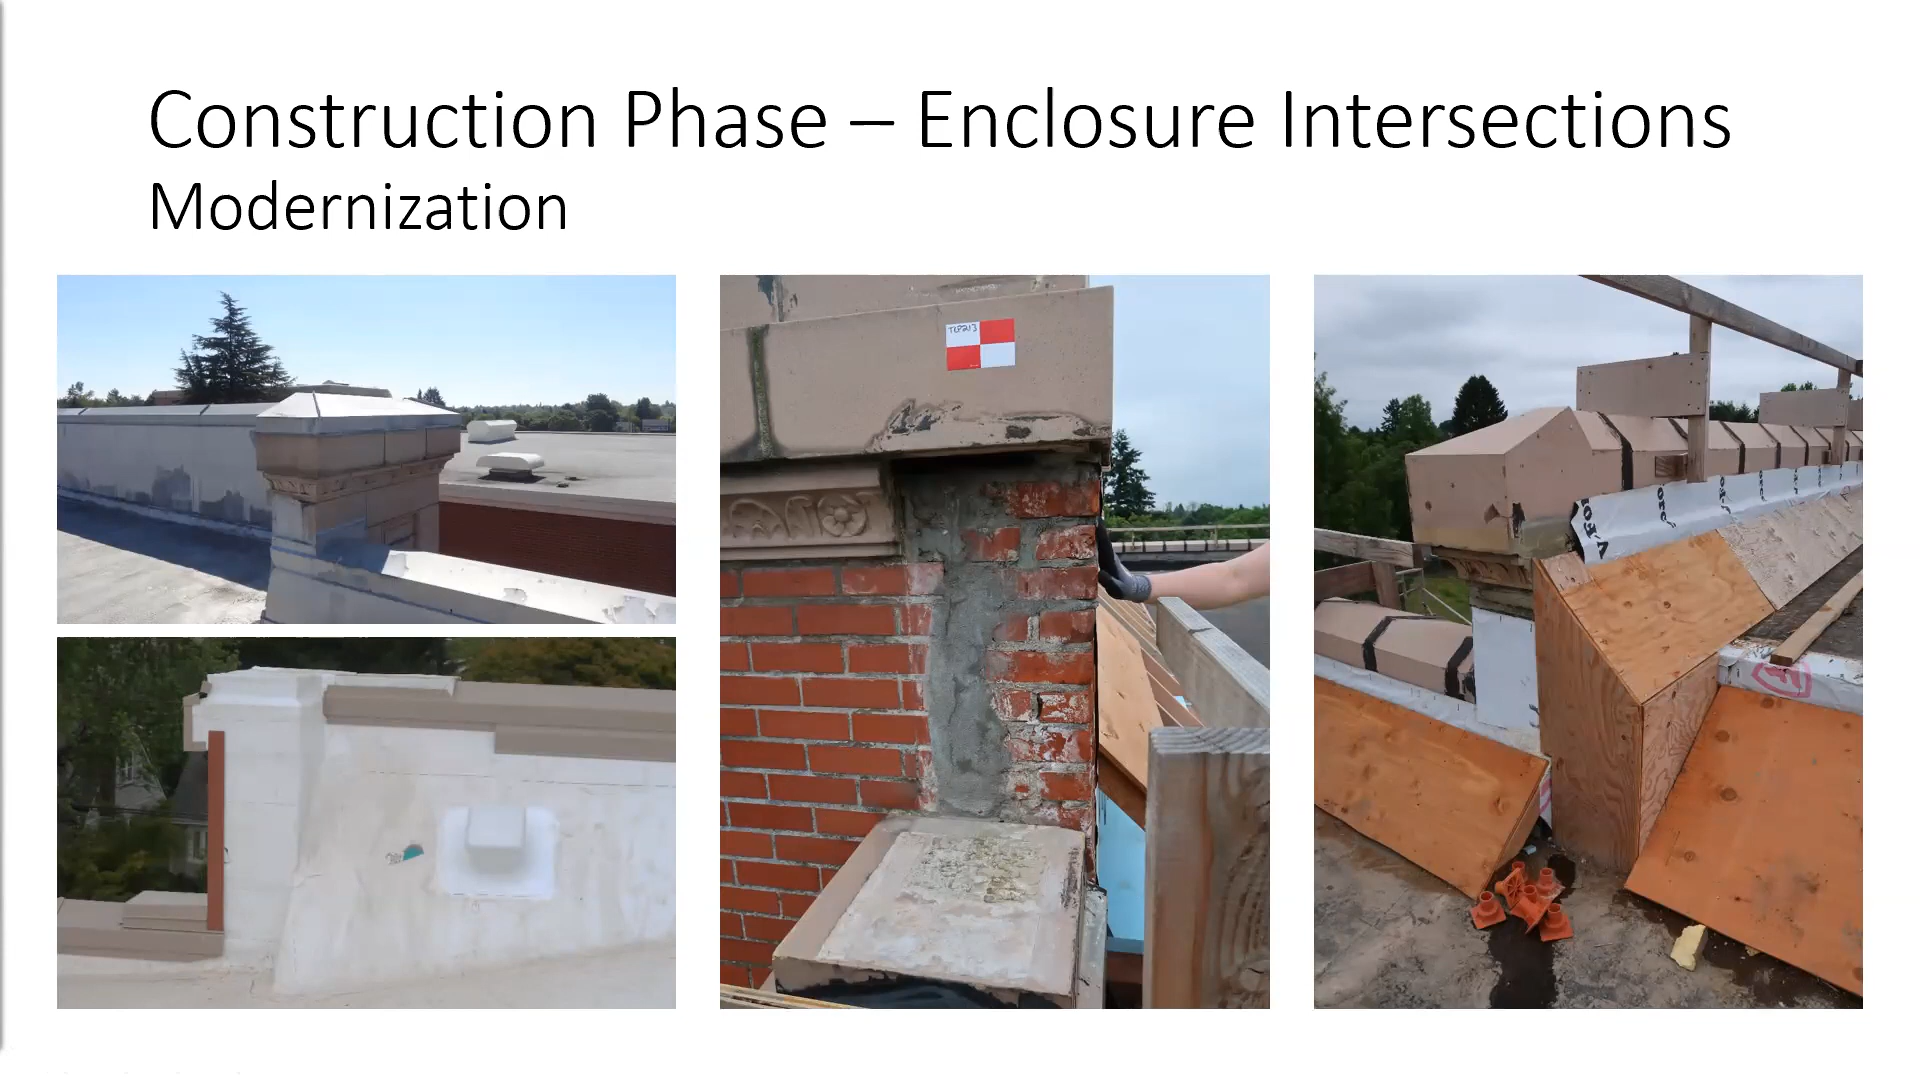 Construction Phase – Enclosure Intersections
Modernization